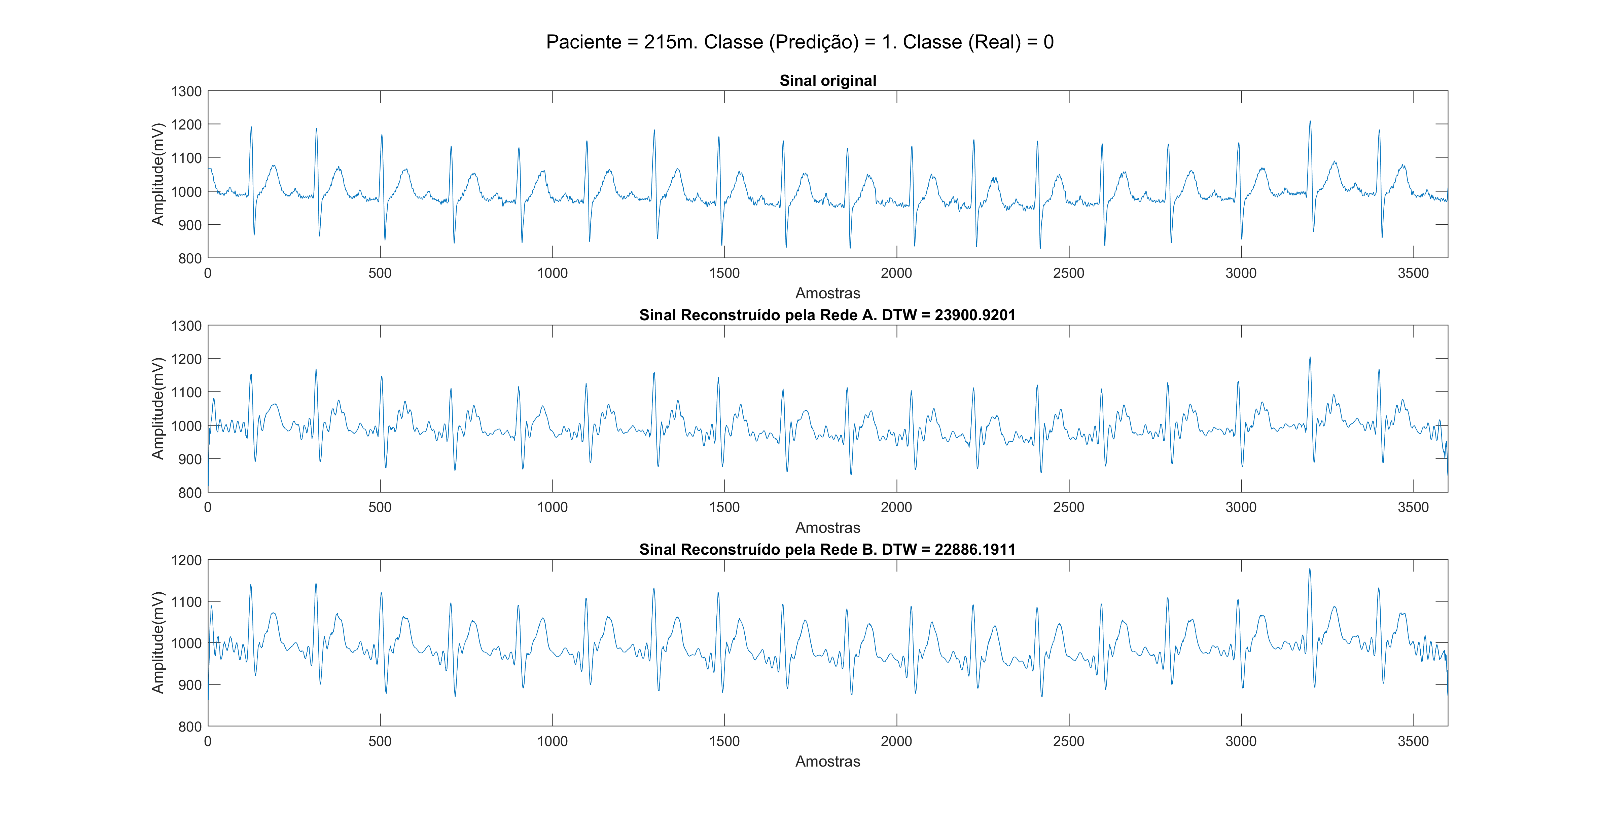 Paciente = 215m. Classe (Predição) = 1. Classe (Real) = 0
Sinal original
1300
1200
1100
1000
900
800
Amplitude(mV)
0 500 1000 1500 2000 2500 3000 3500
Amostras
Sinal Reconstruído pela Rede A. DTW = 23900.9201
1300
1200
1100
1000
900
800
Amplitude(mV)
0 500 1000 1500 2000 2500 3000 3500
Amostras
Sinal Reconstruído pela Rede B. DTW = 22886.1911
1200
1100
1000
900
800
Amplitude(mV)
0 500 1000 1500 2000 2500 3000 3500
Amostras